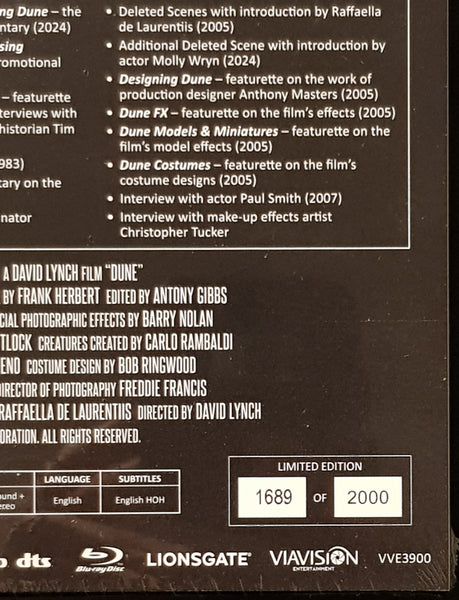 ng Dune – the
ntary (2024)
sing
romotional
– featurette
terviews with
historian Tim
983)
tary on the
nator
• Deleted Scenes with introduction by Raffaella
de Laurentiis (2005)
• Additional Deleted Scene with introduction by
actor Molly Wryn (2024)
• Designing Dune – featurette on the work of
production designer Anthony Masters (2005)
• Dune FX – featurette on the film's effects (2005)
• Dune Models & Miniatures – featurette on the
film's model effects (2005)
• Dune Costumes – featurette on the film's
costume designs (2005)
• Interview with actor Paul Smith (2007)
• Interview with make-up effects artist
Christopher Tucker
A DAVID LYNCH FILM "DUNE"
BY FRANK HERBERT EDITED BY ANTONY GIBBS
CIAL PHOTOGRAPHIC EFFECTS BY BARRY NOLAN
TLOCK CREATURES CREATED BY CARLO RAMBALDI
ENO COSTUME DESIGN BY BOB RINGWOOD
DIRECTOR OF PHOTOGRAPHY FREDDIE FRANCIS
RAFFAELLA DE LAURENTIIS DIRECTED BY DAVID LYNCH
ORATION. ALL RIGHTS RESERVED.
LANGUAGE SUBTITLES
ound +
ereo
English English HOH
LIMITED EDITION
1689 OF 2000
dts Blu-ray Disc LIONSGATE VIAVISION ENTERTAINMENT VVE3900